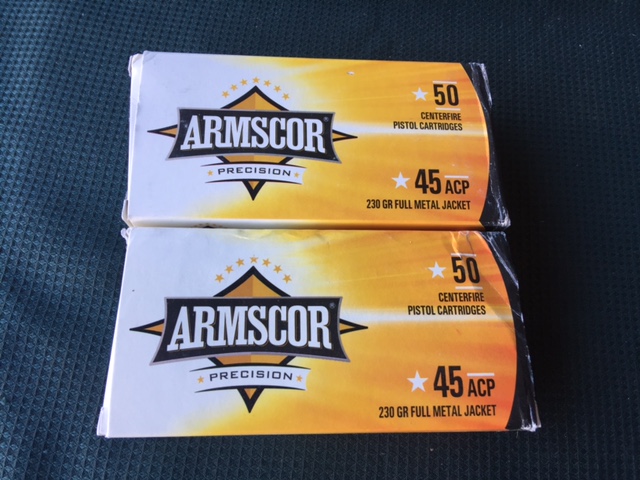 ARMSCOR®
PRECISION
50
CENTERFIRE
PISTOL CARTRIDGES
45 ACP
230 GR FULL METAL JACKET
ARMSCOR®
PRECISION
50
CENTERFIRE
PISTOL CARTRIDGES
45 ACP
230 GR FULL METAL JACKET